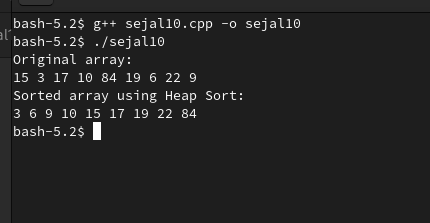 bash-5.2$ g++ sejal10.cpp -o sejal10
bash-5.2$ ./sejal10
Original array:
15 3 17 10 84 19 6 22 9
Sorted array using Heap Sort:
3 6 9 10 15 17 19 22 84
bash-5.2$